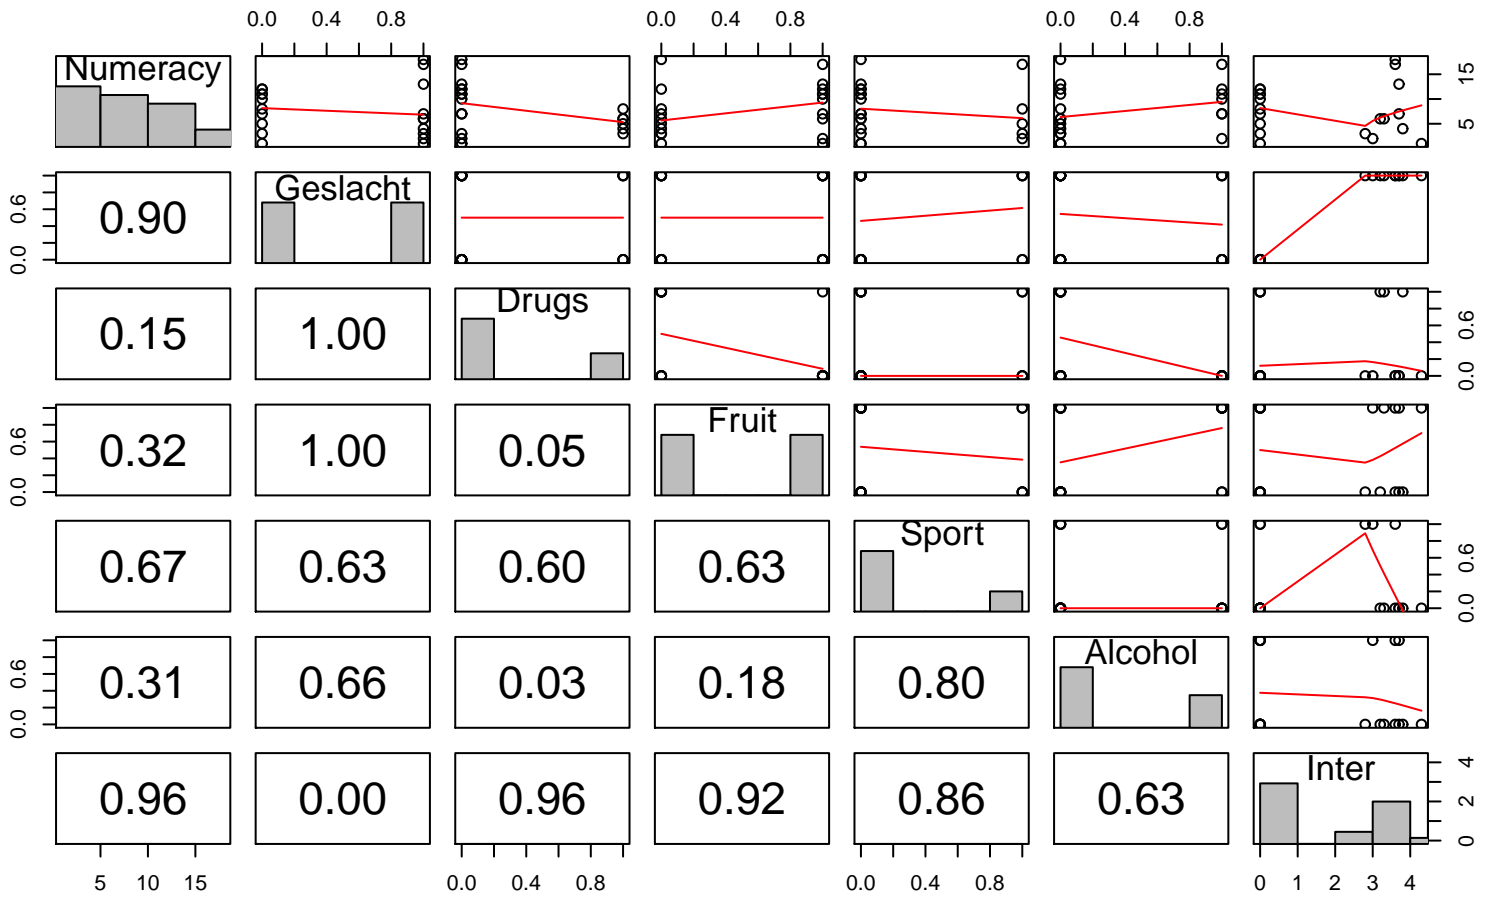 0.0 0.4 0.8 0.0 0.4 0.8 0.0 0.4 0.8
Numeracy 5 15
0.0 0.6 0.90 Geslacht
0.15 1.00 Drugs 0.0 0.6
0.0 0.6 0.32 1.00 0.05 Fruit
0.67 0.63 0.60 0.63 Sport 0.0 0.6
0.0 0.6 0.31 0.66 0.03 0.18 0.80 Alcohol
0.96 0.00 0.96 0.92 0.86 0.63 Inter 0 2 4
5 10 15 0.0 0.4 0.8 0.0 0.4 0.8 0 1 2 3 4